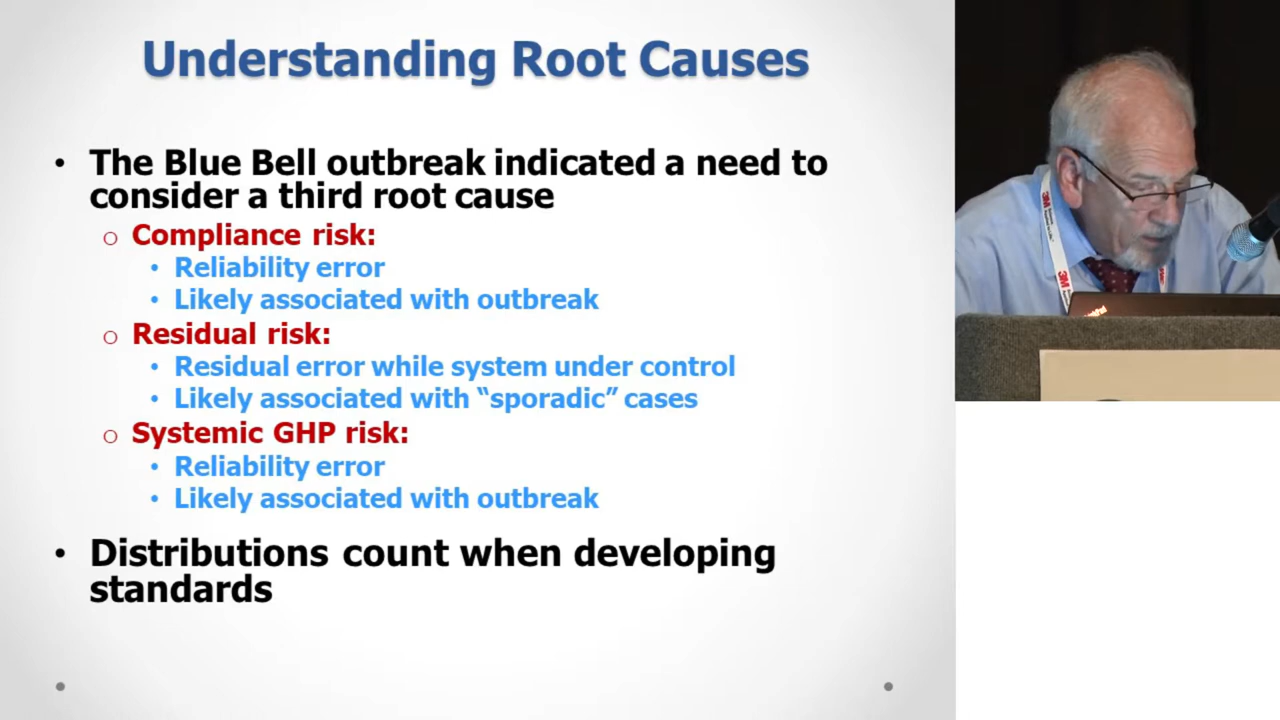 Understanding Root Causes
• The Blue Bell outbreak indicated a need to
consider a third root cause
o Compliance risk:
• Reliability error
• Likely associated with outbreak
o Residual risk:
• Residual error while system under control
• Likely associated with “sporadic” cases
o Systemic GHP risk:
• Reliability error
• Likely associated with outbreak
• Distributions count when developing
standards
3M
3M